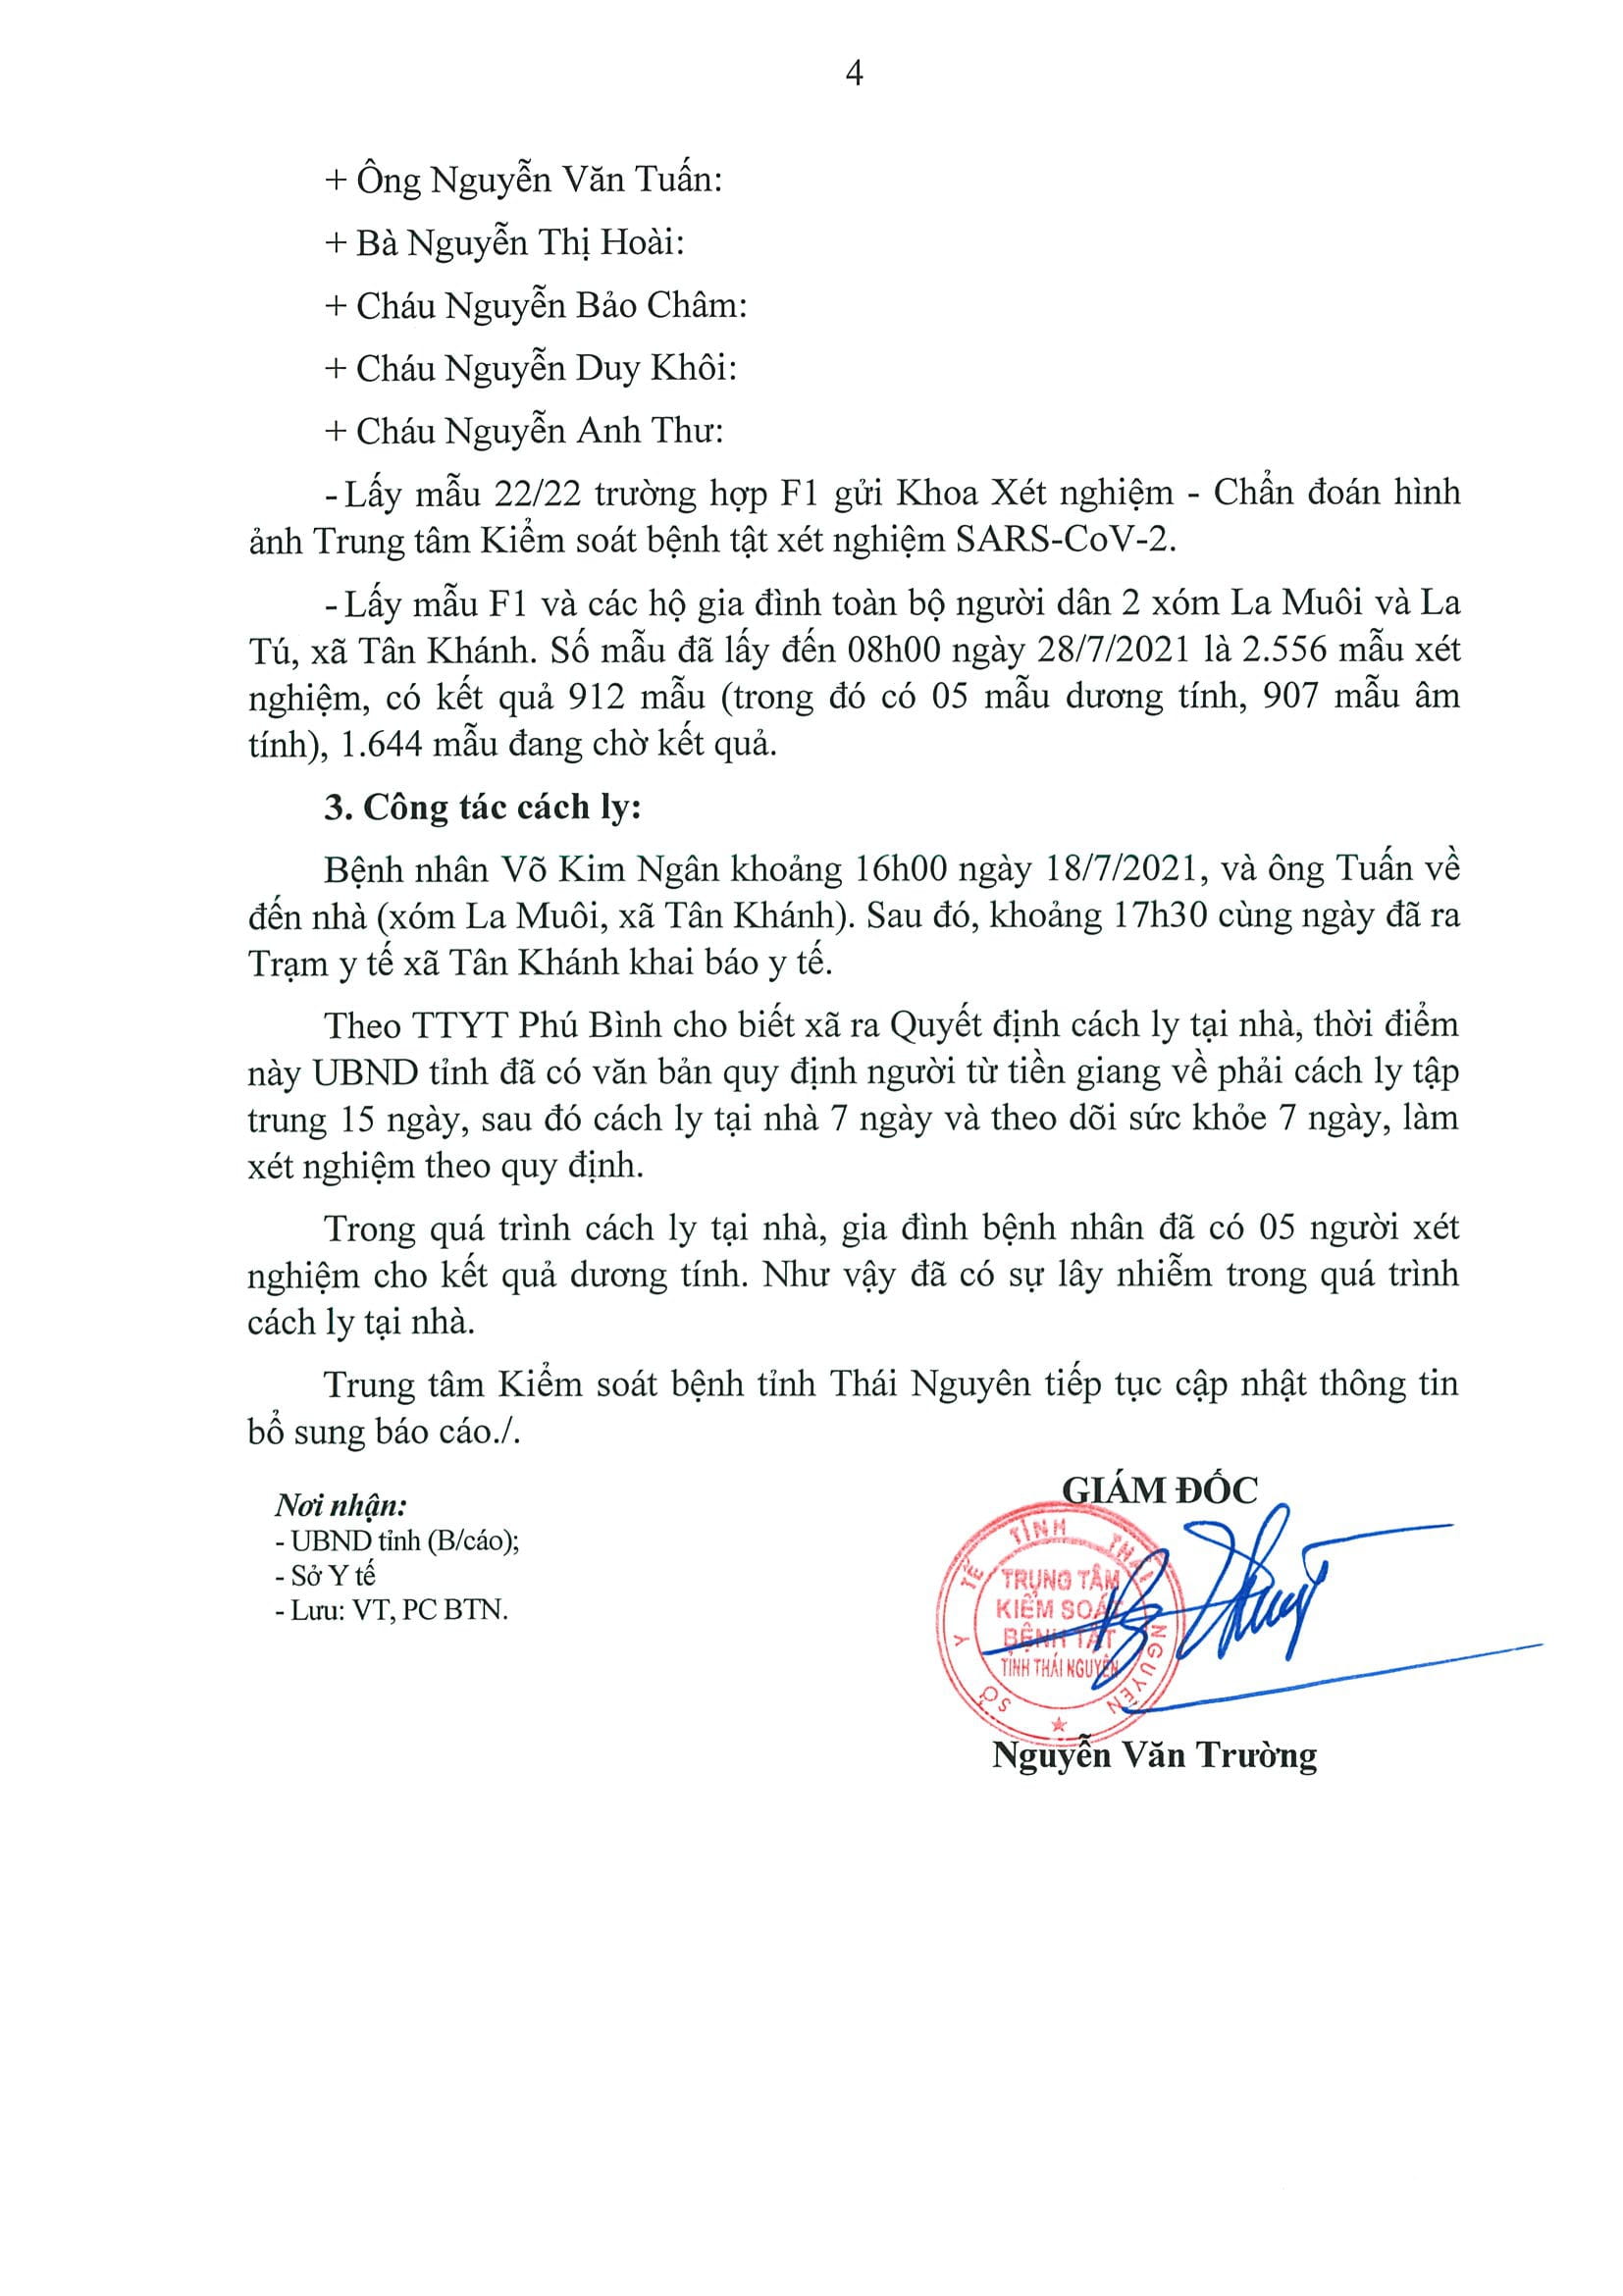 4
+ Ông Nguyễn Văn Tuấn:
+ Bà Nguyễn Thị Hoài:
+ Cháu Nguyễn Bảo Châm:
+ Cháu Nguyễn Duy Khôi:
+ Cháu Nguyễn Anh Thư:
- Lấy mẫu 22/22 trường hợp F1 gửi Khoa Xét nghiệm - Chẩn đoán hình
ảnh Trung tâm Kiểm soát bệnh tật xét nghiệm SARS-CoV-2.
- Lấy mẫu F1 và các hộ gia đình toàn bộ người dân 2 xóm La Muôi và La
Tú, xã Tân Khánh. Số mẫu đã lấy đến 08h00 ngày 28/7/2021 là 2.556 mẫu xét
nghiệm, có kết quả 912 mẫu (trong đó có 05 mẫu dương tính, 907 mẫu âm
tính), 1.644 mẫu đang chờ kết quả.
3. Công tác cách ly:
Bệnh nhân Võ Kim Ngân khoảng 16h00 ngày 18/7/2021, và ông Tuấn về
đến nhà (xóm La Muôi, xã Tân Khánh). Sau đó, khoảng 17h30 cùng ngày đã ra
Trạm y tế xã Tân Khánh khai báo y tế.
Theo TTYT Phú Bình cho biết xã ra Quyết định cách ly tại nhà, thời điểm
này UBND tỉnh đã có văn bản quy định người từ tiền giang về phải cách ly tập
trung 15 ngày, sau đó cách ly tại nhà 7 ngày và theo dõi sức khỏe 7 ngày, làm
xét nghiệm theo quy định.
Trong quá trình cách ly tại nhà, gia đình bệnh nhân đã có 05 người xét
nghiệm cho kết quả dương tính. Như vậy đã có sự lây nhiễm trong quá trình
cách ly tại nhà.
Trung tâm Kiểm soát bệnh tỉnh Thái Nguyên tiếp tục cập nhật thông tin
bổ sung báo cáo./.
Nơi nhận:
- UBND tỉnh (B/cáo);
- Sở Y tế
- Lưu: VT, PC BTN.
GIÁM ĐỐC
SỞ Y TẾ TỈNH THÁI NGUYÊN
TRUNG TÂM
KIỂM SOÁT
BỆNH TẬT
TỈNH THÁI NGUYÊN
Nguyễn Văn Trường